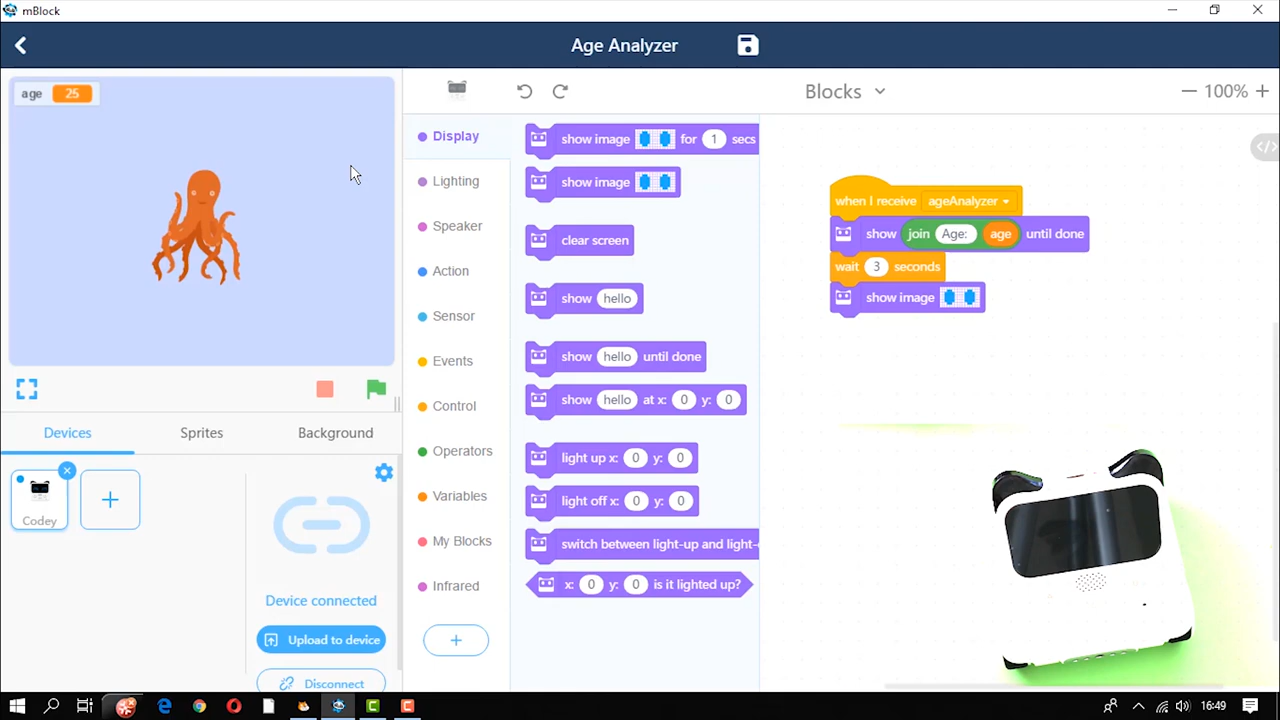 mBlock
Age Analyzer
age 25
Blocks
100%
Display
Lighting
Speaker
Action
Sensor
Events
Control
Operators
Variables
My Blocks
Infrared
+
show image for 1 secs
show image
clear screen
show hello
show hello until done
show hello at x: 0 y: 0
light up x: 0 y: 0
light off x: 0 y: 0
switch between light-up and light-
x: 0 y: 0 is it lighted up?
when I receive ageAnalyzer
show join Age: age until done
wait 3 seconds
show image
Devices Sprites Background
Codey
+
Device connected
Upload to device
Disconnect
16:49